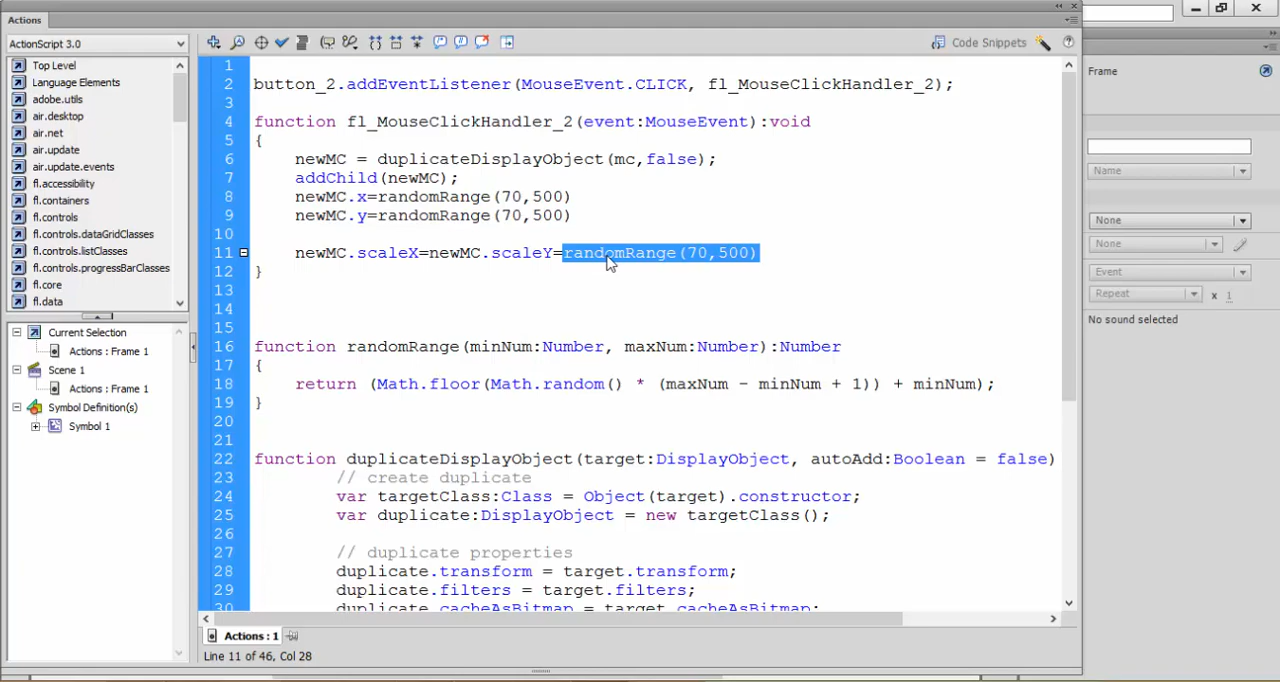 Actions
ActionScript 3.0
Top Level
Language Elements
adobe.utils
air.desktop
air.net
air.update
air.update.events
fl.accessibility
fl.containers
fl.controls
fl.controls.dataGridClasses
fl.controls.listClasses
fl.controls.progressBarClasses
fl.core
fl.data
Current Selection
Actions : Frame 1
Scene 1
Actions : Frame 1
Symbol Definition(s)
Symbol 1
Code Snippets
1
2 button_2.addEventListener(MouseEvent.CLICK, fl_MouseClickHandler_2);
3
4 function fl_MouseClickHandler_2(event:MouseEvent):void
5 {
6 newMC = duplicateDisplayObject(mc,false);
7 addChild(newMC);
8 newMC.x=randomRange(70,500)
9 newMC.y=randomRange(70,500)
10
11 newMC.scaleX=newMC.scaleY=randomRange(70,500)
12 }
13
14
15
16 function randomRange(minNum:Number, maxNum:Number):Number
17 {
18 return (Math.floor(Math.random() * (maxNum - minNum + 1)) + minNum);
19 }
20
21
22 function duplicateDisplayObject(target:DisplayObject, autoAdd:Boolean = false)
23 // create duplicate
24 var targetClass:Class = Object(target).constructor;
25 var duplicate:DisplayObject = new targetClass();
26
27 // duplicate properties
28 duplicate.transform = target.transform;
29 duplicate.filters = target.filters;
30 duplicate.cacheAsBitmap = target.cacheAsBitmap;
Actions : 1
Line 11 of 46, Col 28
Frame
Name
None
None
Event
Repeat x 1
No sound selected